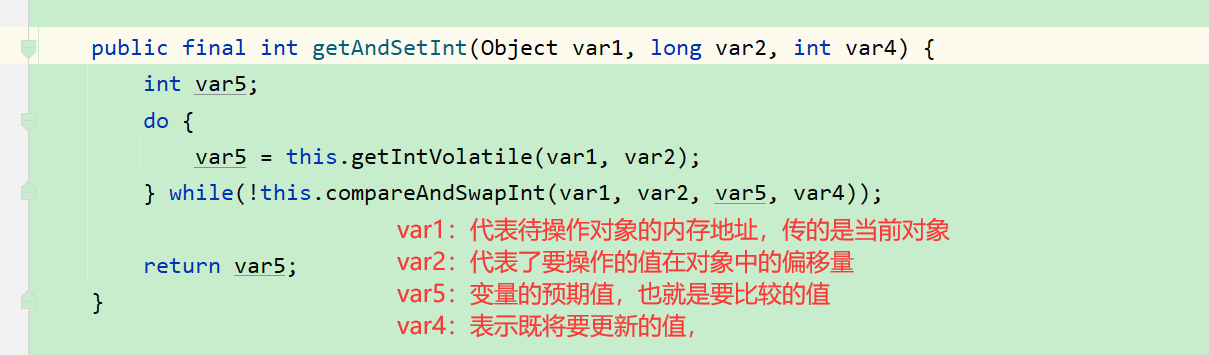 public final int getAndSetInt(Object var1, long var2, int var4) {
int var5;
do {
var5 = this.getIntVolatile(var1, var2);
} while(!this.compareAndSwapInt(var1, var2, var5, var4));
var1：代表待操作对象的内存地址，传的是当前对象
var2：代表了要操作的值在对象中的偏移量
return var5;
var5：变量的预期值，也就是要比较的值
}
var4：表示既将要更新的值，